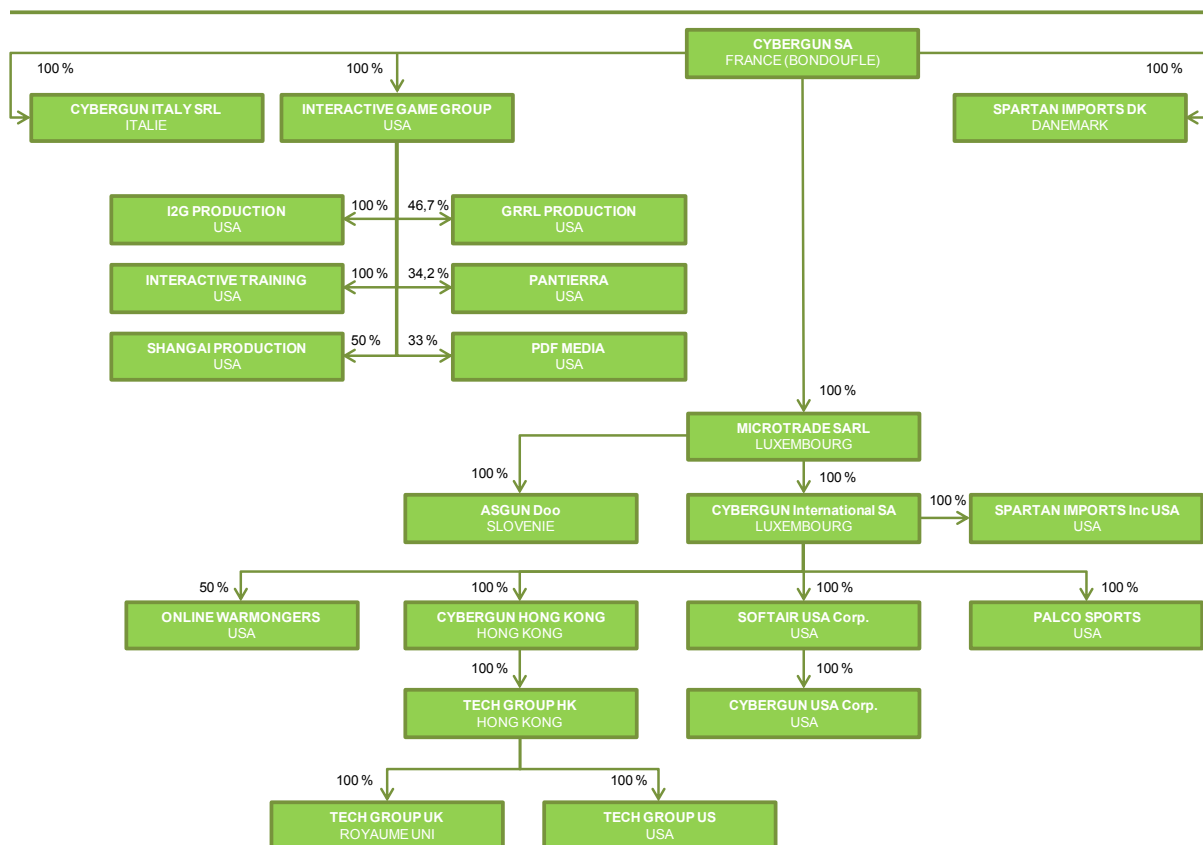 CYBERGUN SA
FRANCE (BONDOUFLE)
100 %
100 %
100 %
CYBERGUN ITALY SRL
ITALIE
INTERACTIVE GAME GROUP
USA
SPARTAN IMPORTS DK
DANEMARK
I2G PRODUCTION
USA
100 %
46,7 %
GRRL PRODUCTION
USA
INTERACTIVE TRAINING
USA
100 %
34,2 %
PANTIERRA
USA
SHANGAI PRODUCTION
USA
50 %
33 %
PDF MEDIA
USA
100 %
MICROTRADE SARL
LUXEMBOURG
100 %
100 %
ASGUN Doo
SLOVENIE
CYBERGUN International SA
LUXEMBOURG
100 %
SPARTAN IMPORTS Inc USA
USA
50 %
100 %
100 %
100 %
ONLINE WARMONGERS
USA
CYBERGUN HONG KONG
HONG KONG
SOFTAIR USA Corp.
USA
PALCO SPORTS
USA
100 %
100 %
TECH GROUP HK
HONG KONG
CYBERGUN USA Corp.
USA
100 %
100 %
TECH GROUP UK
ROYAUME UNI
TECH GROUP US
USA